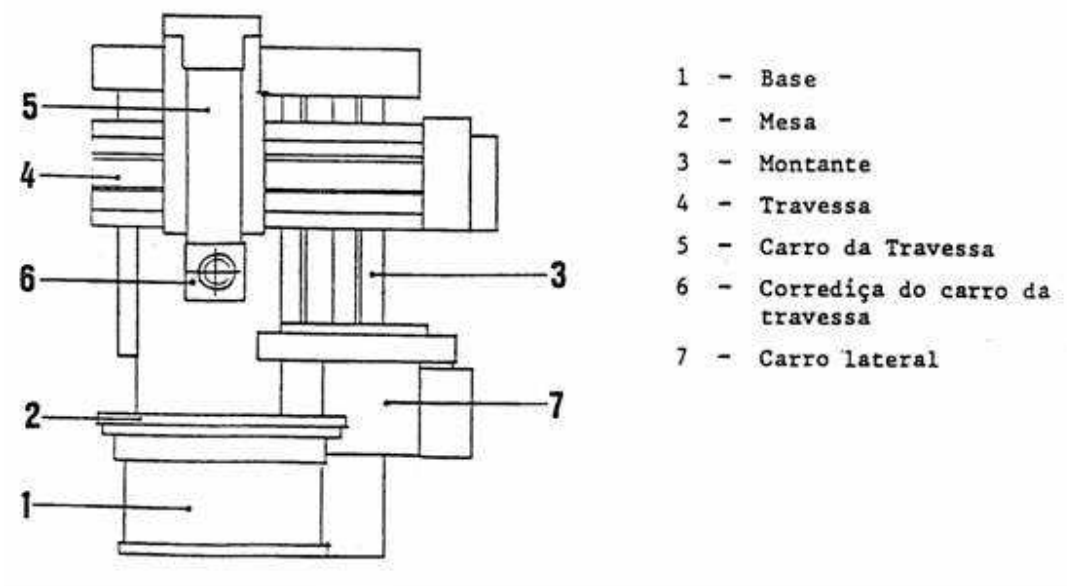 5
4
6
3
2
7
1
1 - Base
2 - Mesa
3 - Montante
4 - Travessa
5 - Carro da Travessa
6 - Corrediça do carro da
travessa
7 - Carro lateral